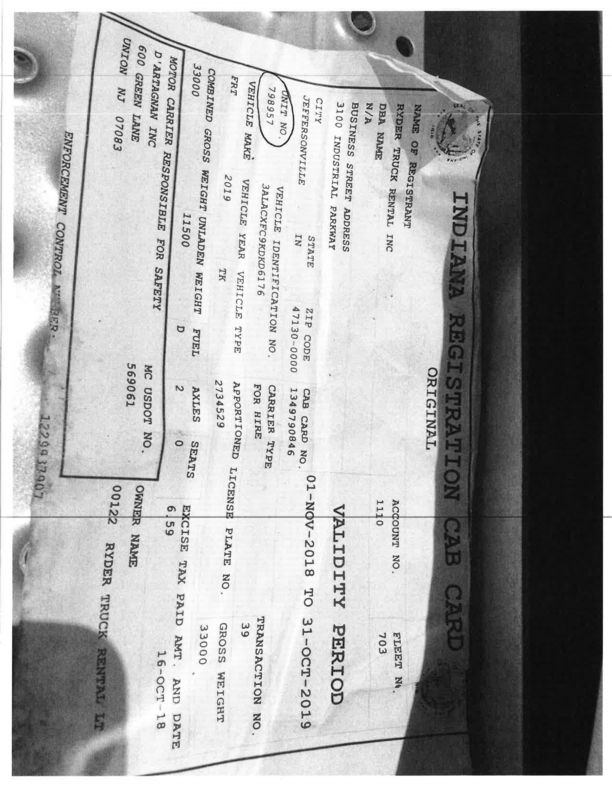 INDIANA REGISTRATION CAB CARD
ORIGINAL
NAME OF REGISTRANT ACCOUNT NO. FLEET
RYDER TRUCK RENTAL INC 1110 703
DBA NAME
N/A
BUSINESS STREET ADDRESS
3100 INDUSTRIAL PARKWAY
VALIDITY PERIOD
CITY STATE ZIP CODE CAB CARD NO.
JEFFERSONVILLE IN 47130-0000 1349790846
01-NOV-2018 TO 31-OCT-2019
UNIT NO. VEHICLE IDENTIFICATION NO. CARRIER TYPE TRANSACTION NO.
798957 3ALACXFC9KDKD6176 FOR HIRE 39
VEHICLE MAKE VEHICLE YEAR VEHICLE TYPE APPORTIONED LICENSE PLATE NO. GROSS WEIGHT
FRT 2019 TK 2734529 33000
COMBINED GROSS WEIGHT UNLADEN WEIGHT FUEL AXLES SEATS EXCISE TAX PAID AMT. AND DATE
33000 11500 D 2 0 6.59 16-OCT-18
MOTOR CARRIER RESPONSIBLE FOR SAFETY MC USDOT NO. OWNER NAME
D'ARTAGNAN INC 569061 00122 RYDER TRUCK RENTAL LT
600 GREEN LANE
UNION NJ 07083
ENFORCEMENT CONTROL 1229937907